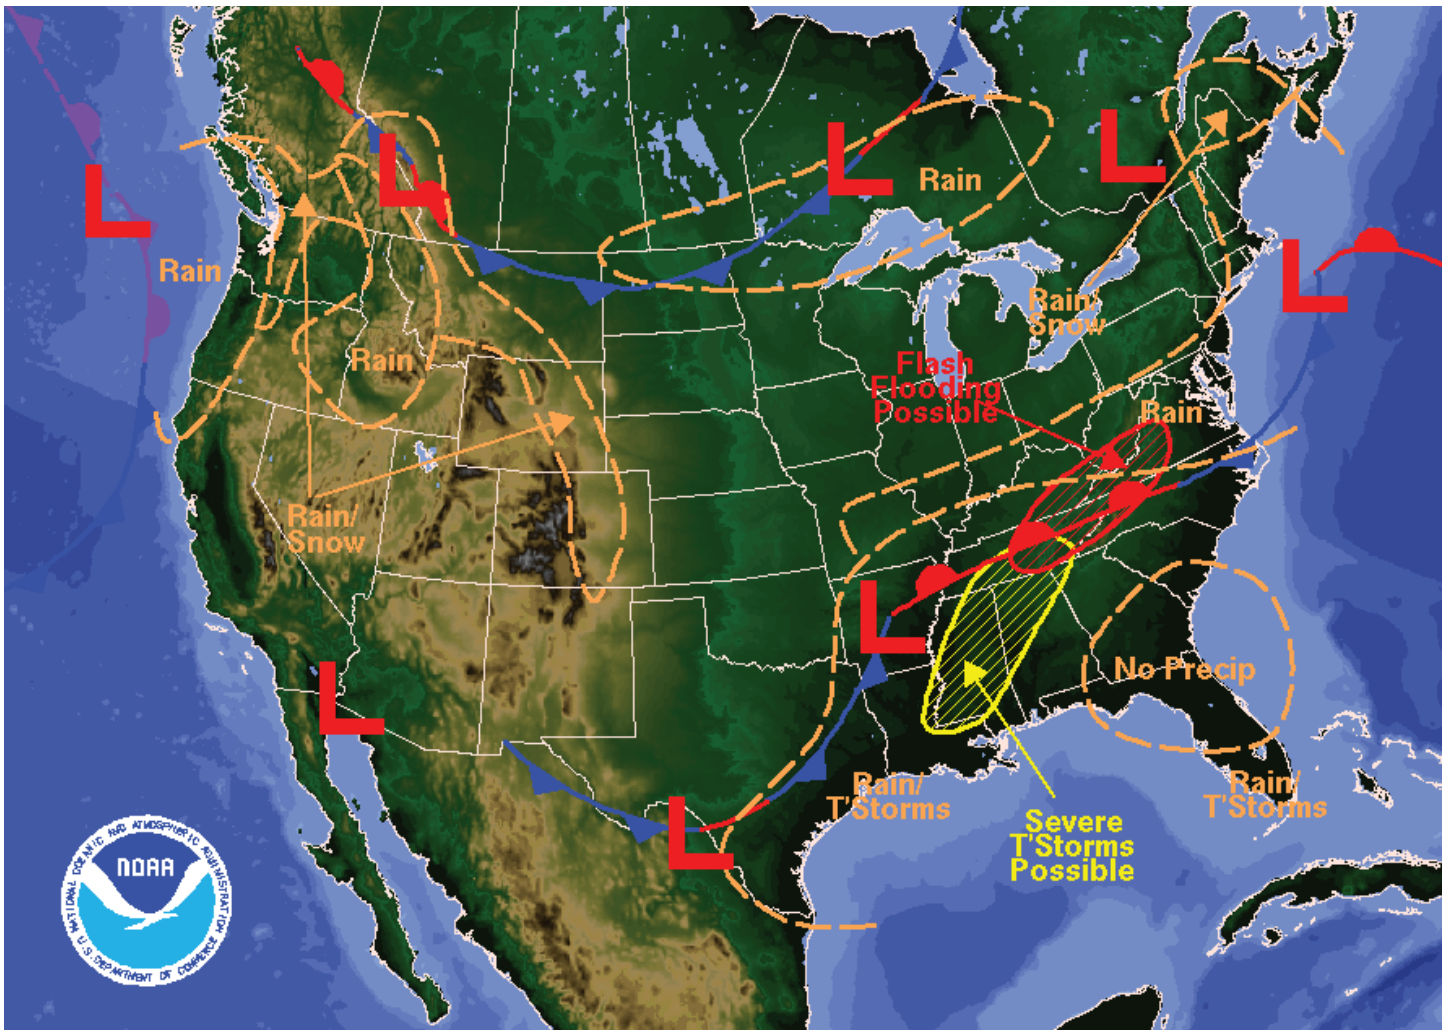 L
L
L
L
L
L
L
L
Rain
Rain
Rain/
Snow
Rain
Flash
Flooding
Possible
Rain
Rain/
Snow
No Precip
Rain/
T'Storms
Rain/
T'Storms
Severe
T'Storms
Possible
NOAA
NATIONAL OCEANIC AND ATMOSPHERIC ADMINISTRATION
U.S. DEPARTMENT OF COMMERCE